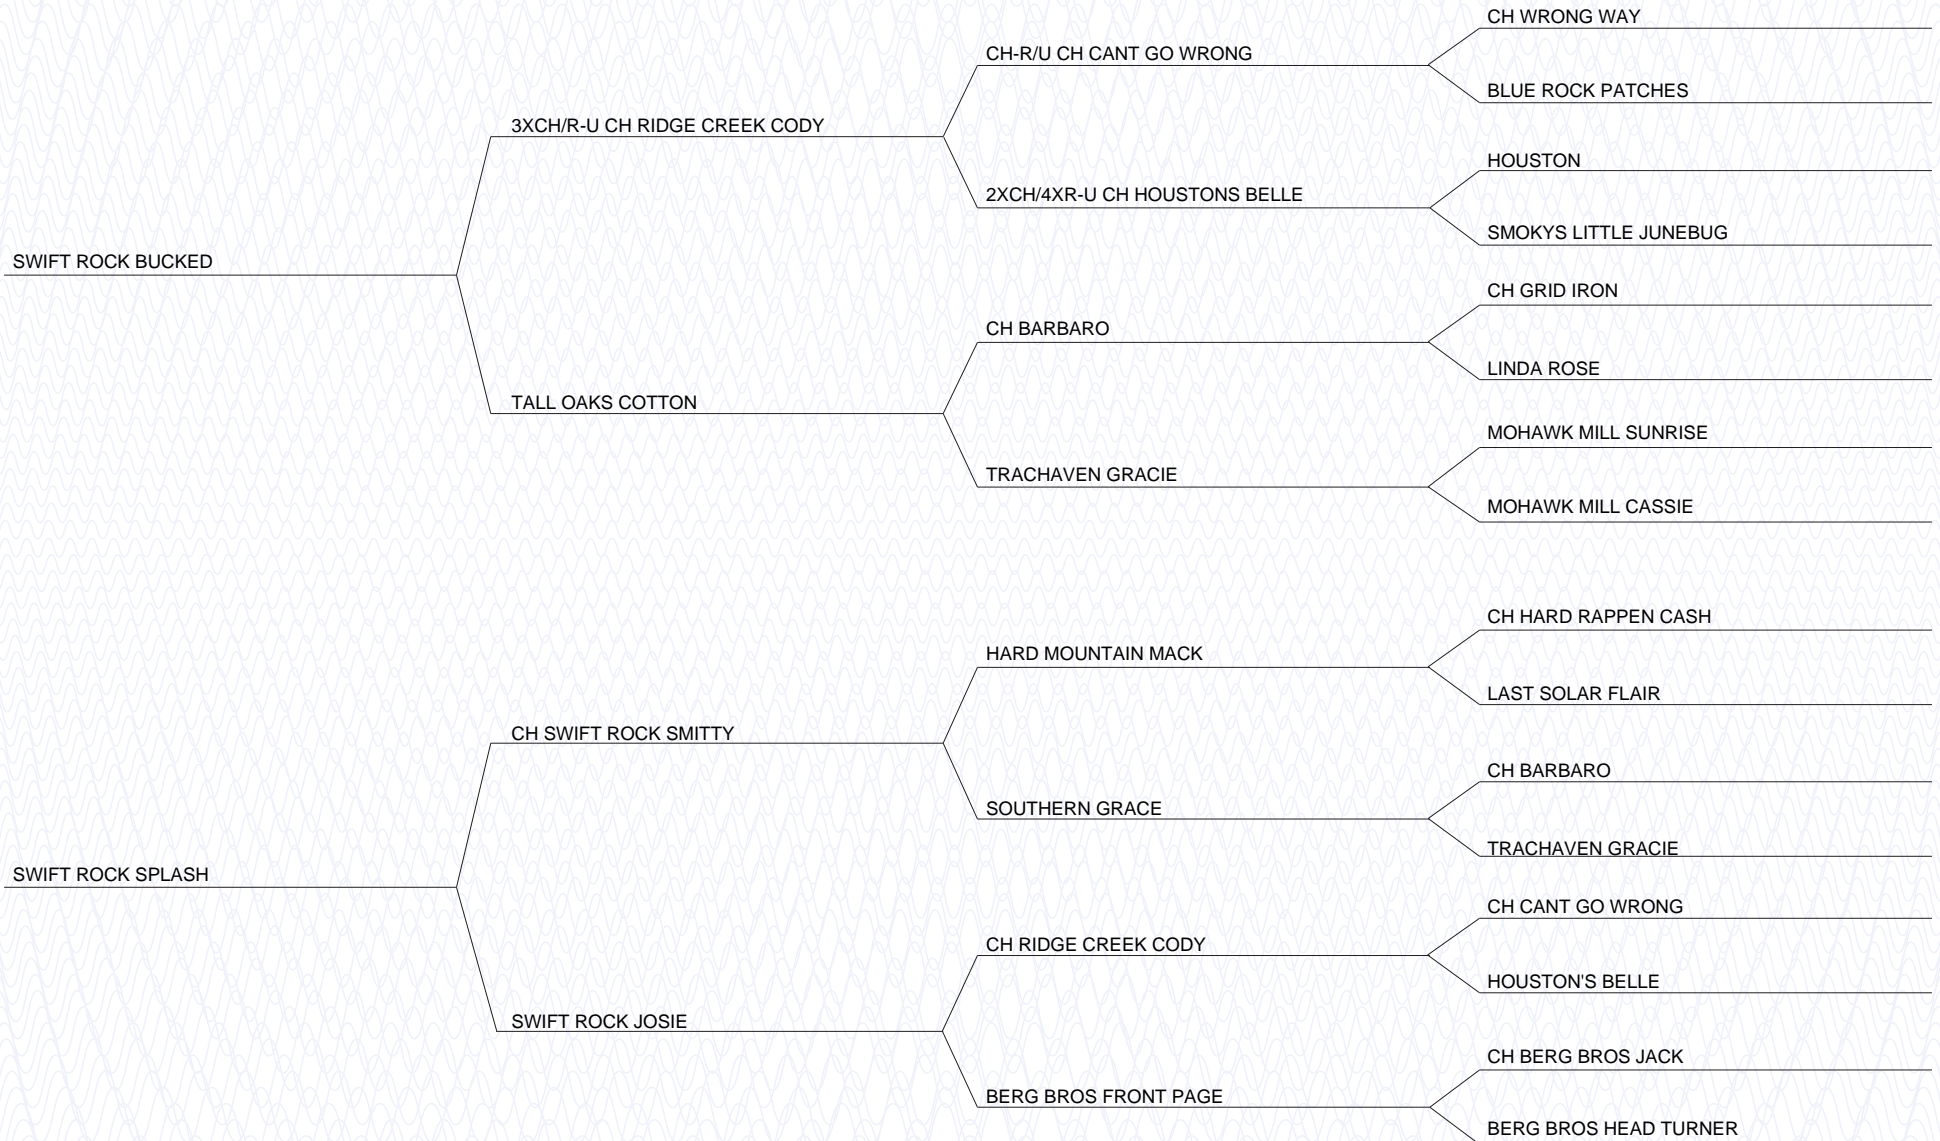 CH WRONG WAY
CH-R/U CH CANT GO WRONG
BLUE ROCK PATCHES
3XCH/R-U CH RIDGE CREEK CODY
HOUSTON
2XCH/4XR-U CH HOUSTONS BELLE
SMOKYS LITTLE JUNEBUG
SWIFT ROCK BUCKED
CH GRID IRON
CH BARBARO
LINDA ROSE
TALL OAKS COTTON
MOHAWK MILL SUNRISE
TRACHAVEN GRACIE
MOHAWK MILL CASSIE
CH HARD RAPPEN CASH
HARD MOUNTAIN MACK
LAST SOLAR FLAIR
CH SWIFT ROCK SMITTY
CH BARBARO
SOUTHERN GRACE
TRACHAVEN GRACIE
SWIFT ROCK SPLASH
CH CANT GO WRONG
CH RIDGE CREEK CODY
HOUSTON'S BELLE
SWIFT ROCK JOSIE
CH BERG BROS JACK
BERG BROS FRONT PAGE
BERG BROS HEAD TURNER